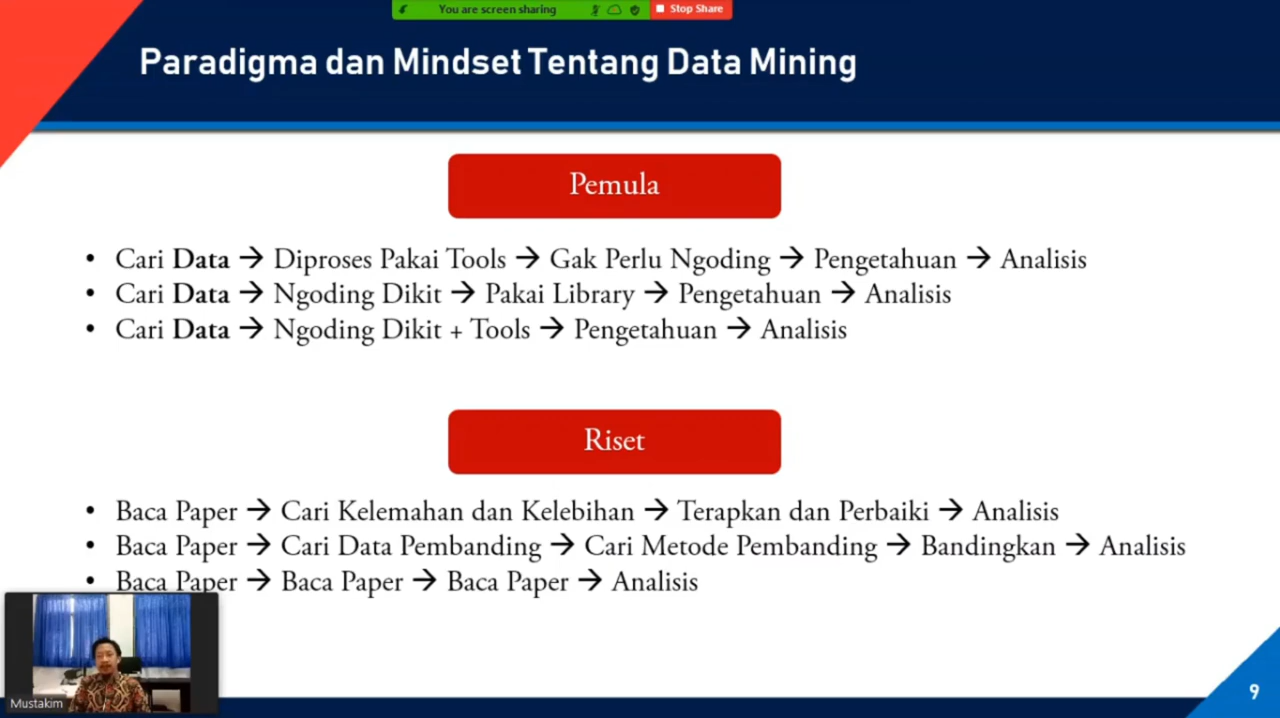 You are screen sharing
Stop Share
Paradigma dan Mindset Tentang Data Mining
Pemula
• Cari Data → Diproses Pakai Tools → Gak Perlu Ngoding → Pengetahuan → Analisis
• Cari Data → Ngoding Dikit → Pakai Library → Pengetahuan → Analisis
• Cari Data → Ngoding Dikit + Tools → Pengetahuan → Analisis
Riset
• Baca Paper → Cari Kelemahan dan Kelebihan → Terapkan dan Perbaiki → Analisis
• Baca Paper → Cari Data Pembanding → Cari Metode Pembanding → Bandingkan → Analisis
• Baca Paper → Baca Paper → Baca Paper → Analisis
Mustakim
9